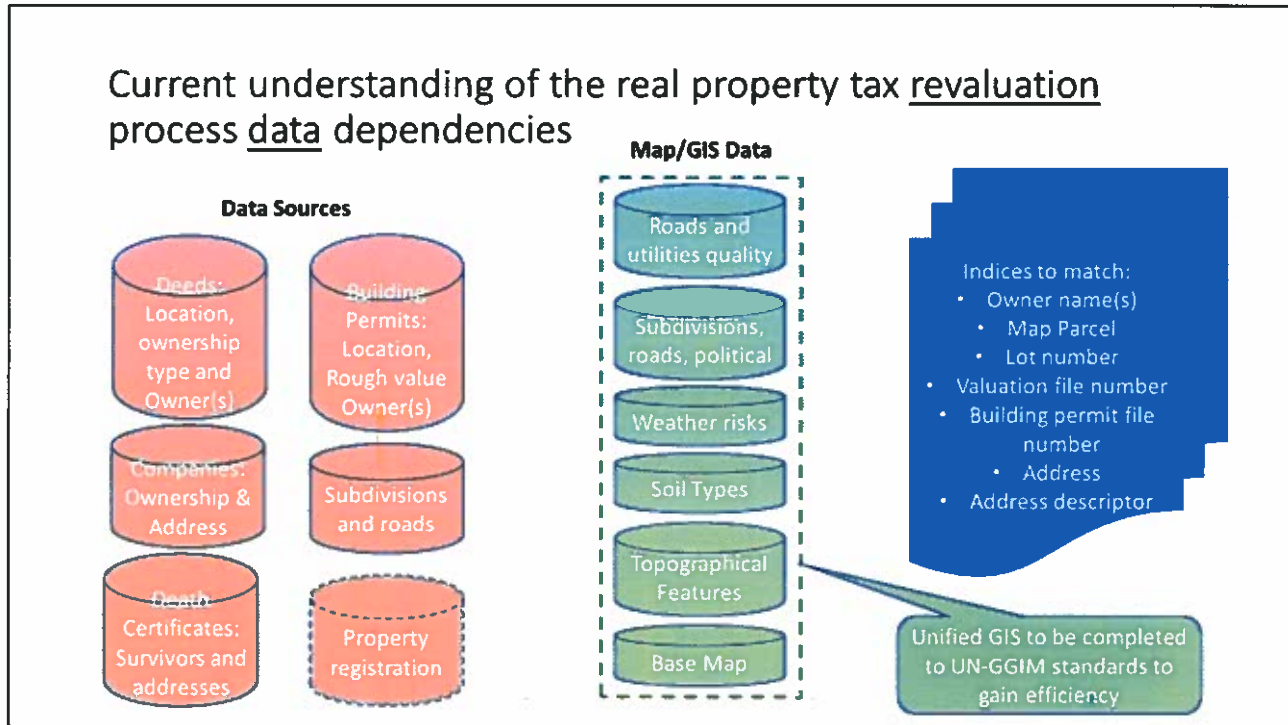 Current understanding of the real property tax revaluation
process data dependencies
Data Sources
Deeds:
Location,
ownership
type and
Owner(s)
Building
Permits:
Location,
Rough value
Owner(s)
Companies:
Ownership &
Address
Subdivisions
and roads
Death
Certificates:
Survivors and
addresses
Property
registration
Map/GIS Data
Roads and
utilities quality
Subdivisions,
roads, political
Weather risks
Soil Types
Topographical
Features
Base Map
Indices to match:
• Owner name(s)
• Map Parcel
• Lot number
• Valuation file number
• Building permit file
number
• Address
• Address descriptor
Unified GIS to be completed
to UN-GGIM standards to
gain efficiency